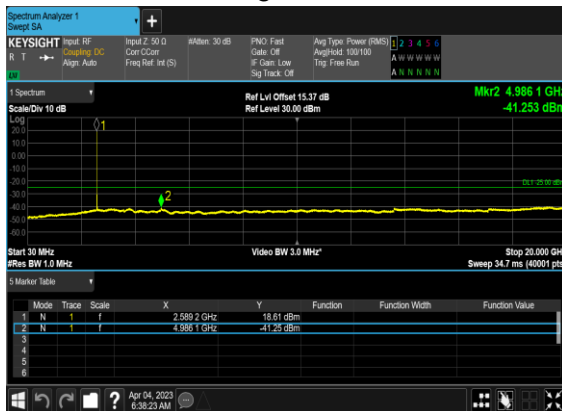 Spectrum Analyzer 1
Swept SA
KEYSIGHT Input: RF Input Z: 50 Ω #Atten: 30 dB PNO: Fast Avg Type: Power (RMS) 1 2 3 4 5 6
R T Coupling: DC Corr CCorr Gate: Off Avg|Hold: 100/100 A W W W W W
Align: Auto Freq Ref: Int (S) IF Gain: Low Trig: Free Run
LXI Sig Track: Off A N N N N N
1 Spectrum Ref Lvl Offset 15.37 dB Mkr2 4.986 1 GHz
Scale/Div 10 dB Ref Level 30.00 dBm -41.253 dBm
Log
20.0 1
10.0
0.00
-10.0
-20.0 DL1 -25.00 dBm
-30.0
-40.0 2
-50.0
-60.0
Start 30 MHz Video BW 3.0 MHz* Stop 20.000 GHz
#Res BW 1.0 MHz Sweep 34.7 ms (40001 pts)
5 Marker Table
Mode Trace Scale X Y Function Function Width Function Value
1 N 1 f 2.589 2 GHz 18.61 dBm
2 N 1 f 4.986 1 GHz -41.25 dBm
3
4
5
6
? Apr 04, 2023
6:38:23 AM